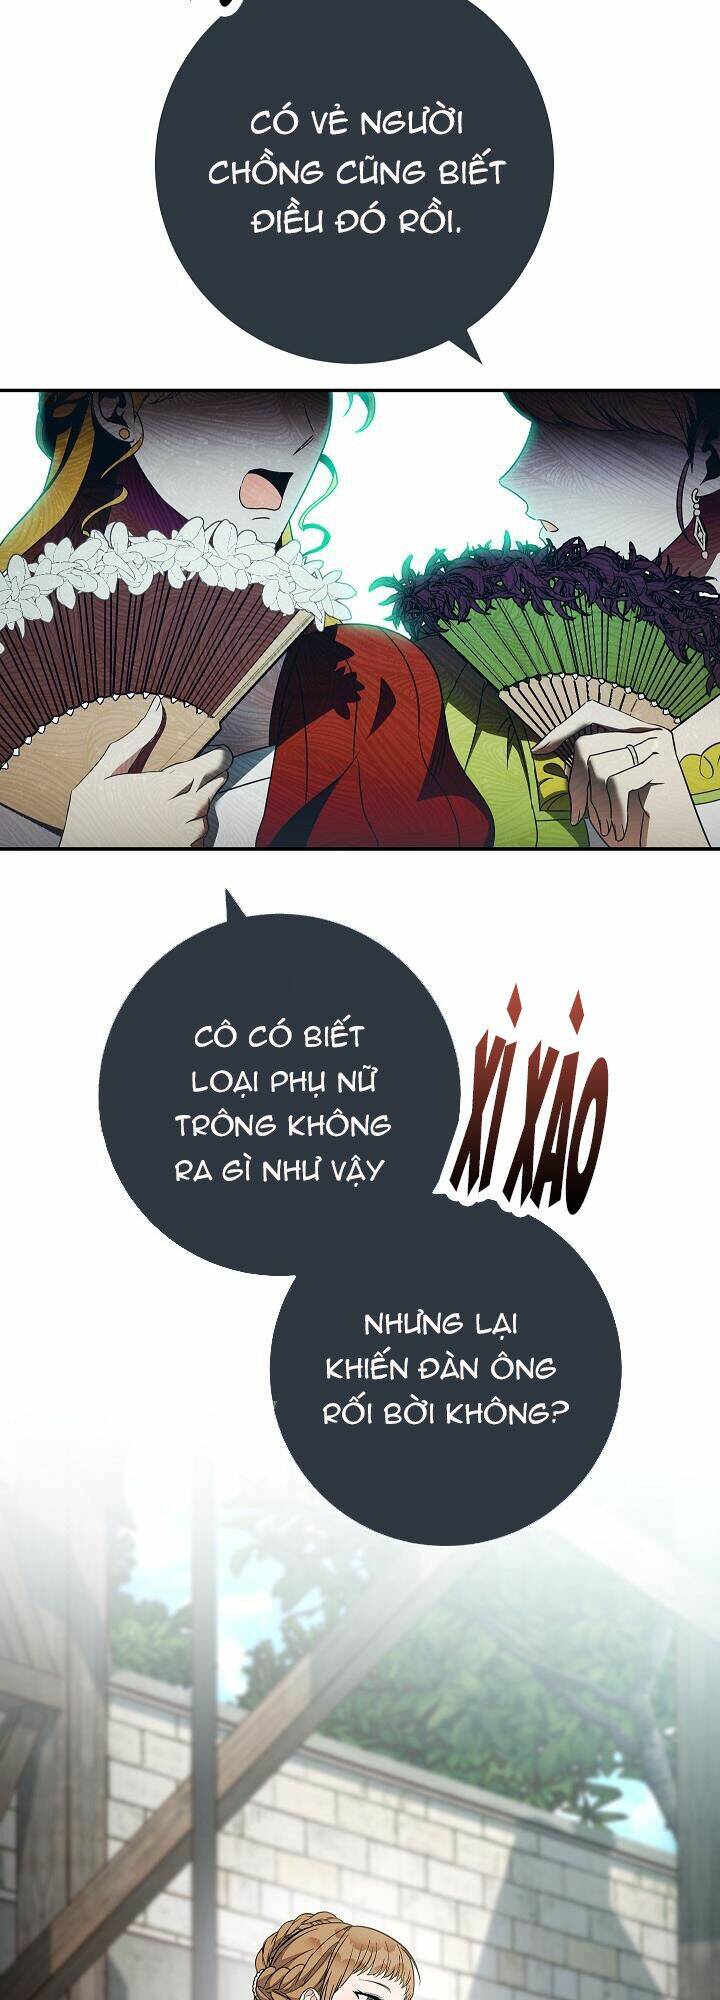 CÓ VẺ NGƯỜI
CHỒNG CŨNG BIẾT
ĐIỀU ĐÓ RỒI.
CÔ CÓ BIẾT
LOẠI PHỤ NỮ
TRÔNG KHÔNG
RA GÌ NHƯ VẬY
XÌ XẢO
NHƯNG LẠI
KHIẾN ĐÀN ÔNG
RỐI BỜI KHÔNG?